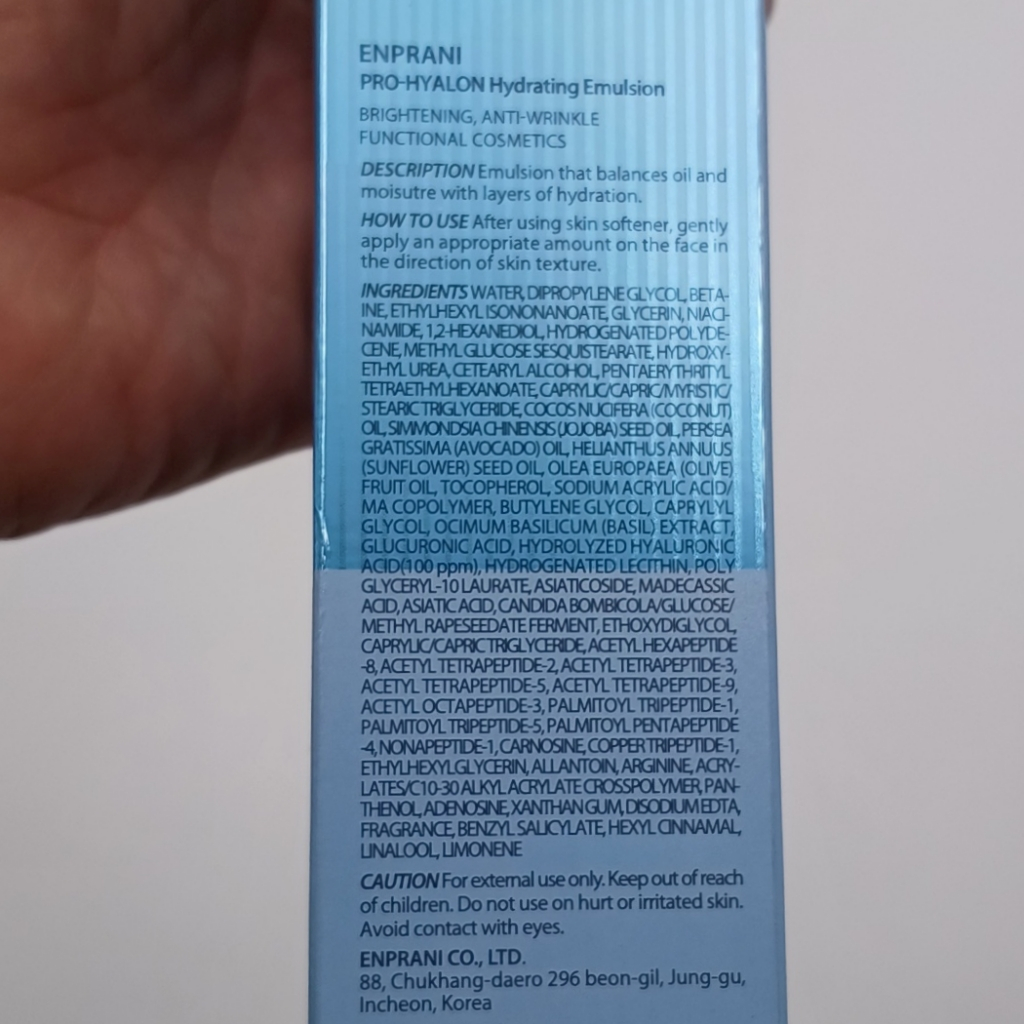 ENPRANI
PRO-HYALON Hydrating Emulsion
BRIGHTENING, ANTI-WRINKLE
FUNCTIONAL COSMETICS
DESCRIPTION Emulsion that balances oil and
moisutre with layers of hydration.
HOW TO USE After using skin softener, gently
apply an appropriate amount on the face in
the direction of skin texture.
INGREDIENTS WATER, DIPROPYLENE GLYCOL, BETA-
INE, ETHYLHEXYL ISONONANOATE, GLYCERIN, NIACI-
NAMIDE, 1,2-HEXANEDIOL, HYDROGENATED POLYDE-
CENE, METHYL GLUCOSE SESQUISTEARATE, HYDROXY-
ETHYL UREA, CETEARYL ALCOHOL, PENTAERYTHRITYL
TETRAETHYLHEXANOATE, CAPRYLIC/CAPRIC/MYRISTIC/
STEARIC TRIGLYCERIDE, COCOS NUCIFERA (COCONUT)
OIL, SIMMONDSIA CHINENSIS (JOJOBA) SEED OIL, PERSEA
GRATISSIMA (AVOCADO) OIL, HELIANTHUS ANNUUS
(SUNFLOWER) SEED OIL, OLEA EUROPAEA (OLIVE)
FRUIT OIL, TOCOPHEROL, SODIUM ACRYLIC ACID/
MA COPOLYMER, BUTYLENE GLYCOL, CAPRYLYL
GLYCOL, OCIMUM BASILICUM (BASIL) EXTRACT,
GLUCURONIC ACID, HYDROLYZED HYALURONIC
ACID(100 ppm), HYDROGENATED LECITHIN, POLY
GLYCERYL-10 LAURATE, ASIATICOSIDE, MADECASSIC
ACID, ASIATIC ACID, CANDIDA BOMBICOLA/GLUCOSE/
METHYL RAPESEEDATE FERMENT, ETHOXYDIGLYCOL,
CAPRYLIC/CAPRIC TRIGLYCERIDE, ACETYL HEXAPEPTIDE
-8, ACETYL TETRAPEPTIDE-2, ACETYL TETRAPEPTIDE-3,
ACETYL TETRAPEPTIDE-5, ACETYL TETRAPEPTIDE-9,
ACETYL OCTAPEPTIDE-3, PALMITOYL TRIPEPTIDE-1,
PALMITOYL TRIPEPTIDE-5, PALMITOYL PENTAPEPTIDE
-4, NONAPEPTIDE-1, CARNOSINE, COPPER TRIPEPTIDE-1,
ETHYLHEXYLGLYCERIN, ALLANTOIN, ARGININE, ACRY-
LATES/C10-30 ALKYL ACRYLATE CROSSPOLYMER, PAN-
THENOL, ADENOSINE, XANTHAN GUM, DISODIUM EDTA,
FRAGRANCE, BENZYL SALICYLATE, HEXYL CINNAMAL,
LINALOOL, LIMONENE
CAUTION For external use only. Keep out of reach
of children. Do not use on hurt or irritated skin.
Avoid contact with eyes.
ENPRANI CO., LTD.
88, Chukhang-daero 296 beon-gil, Jung-gu,
Incheon, Korea